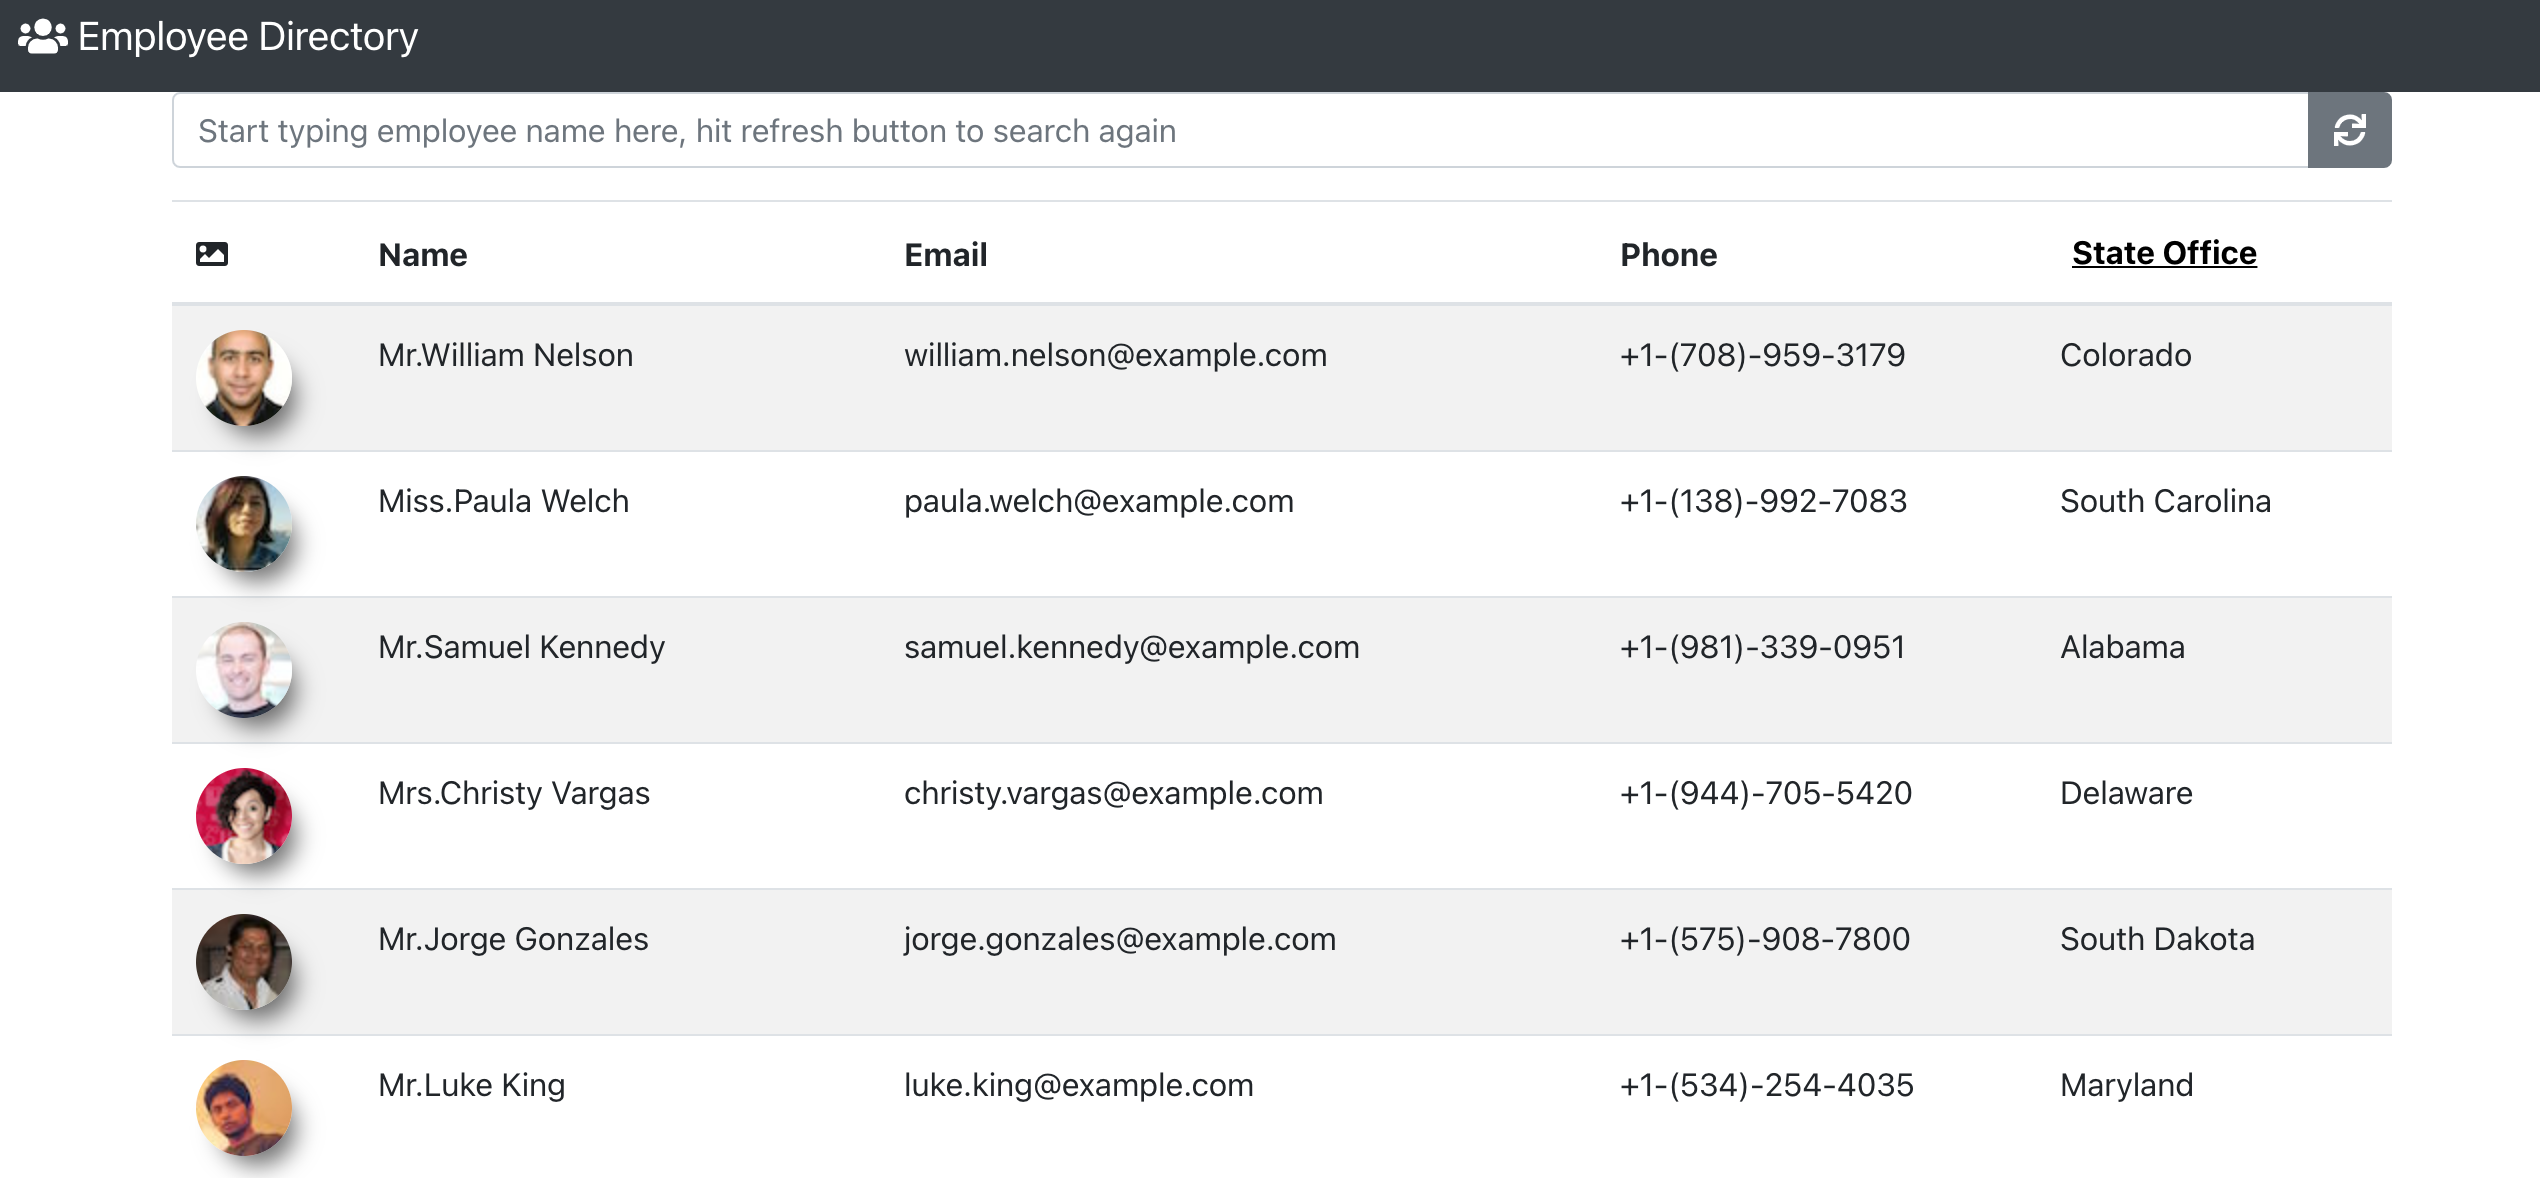 Employee Directory
Start typing employee name here, hit refresh button to search again
Name Email Phone State Office
Mr.William Nelson william.nelson@example.com +1-(708)-959-3179 Colorado
Miss.Paula Welch paula.welch@example.com +1-(138)-992-7083 South Carolina
Mr.Samuel Kennedy samuel.kennedy@example.com +1-(981)-339-0951 Alabama
Mrs.Christy Vargas christy.vargas@example.com +1-(944)-705-5420 Delaware
Mr.Jorge Gonzales jorge.gonzales@example.com +1-(575)-908-7800 South Dakota
Mr.Luke King luke.king@example.com +1-(534)-254-4035 Maryland